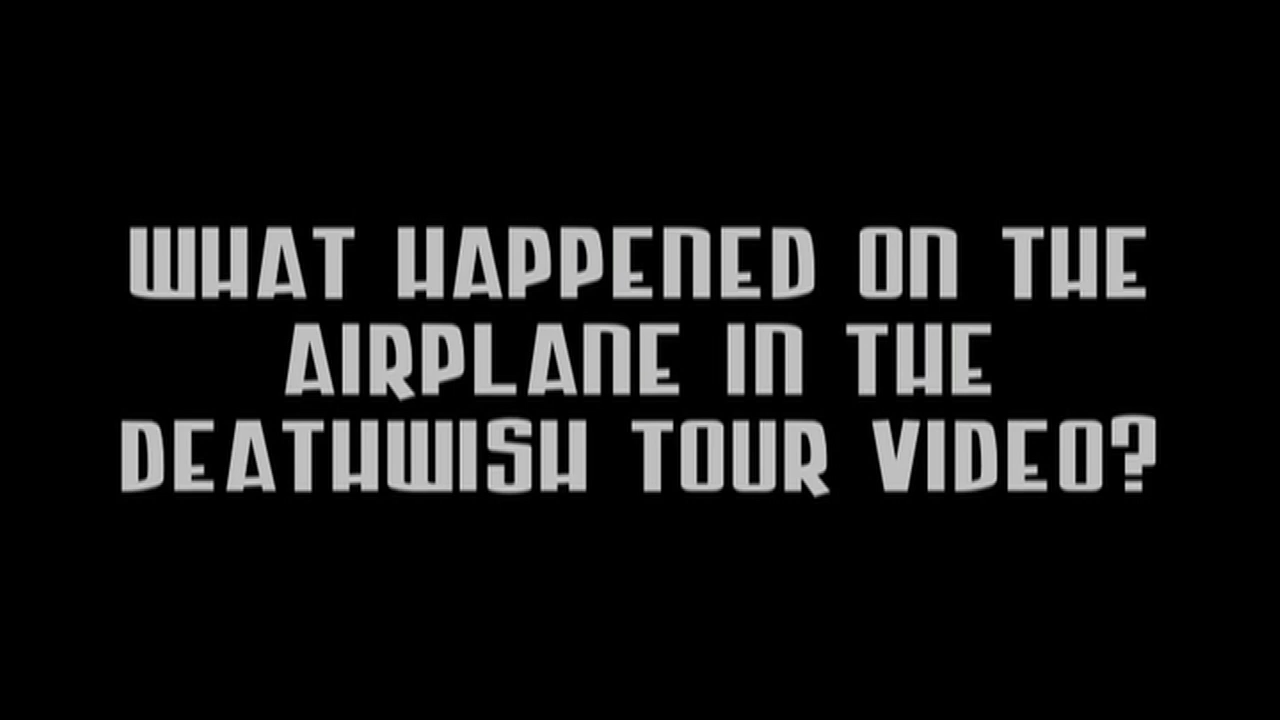 WHAT HAPPENED ON THE
AIRPLANE IN THE
DEATHWISH TOUR VIDEO?